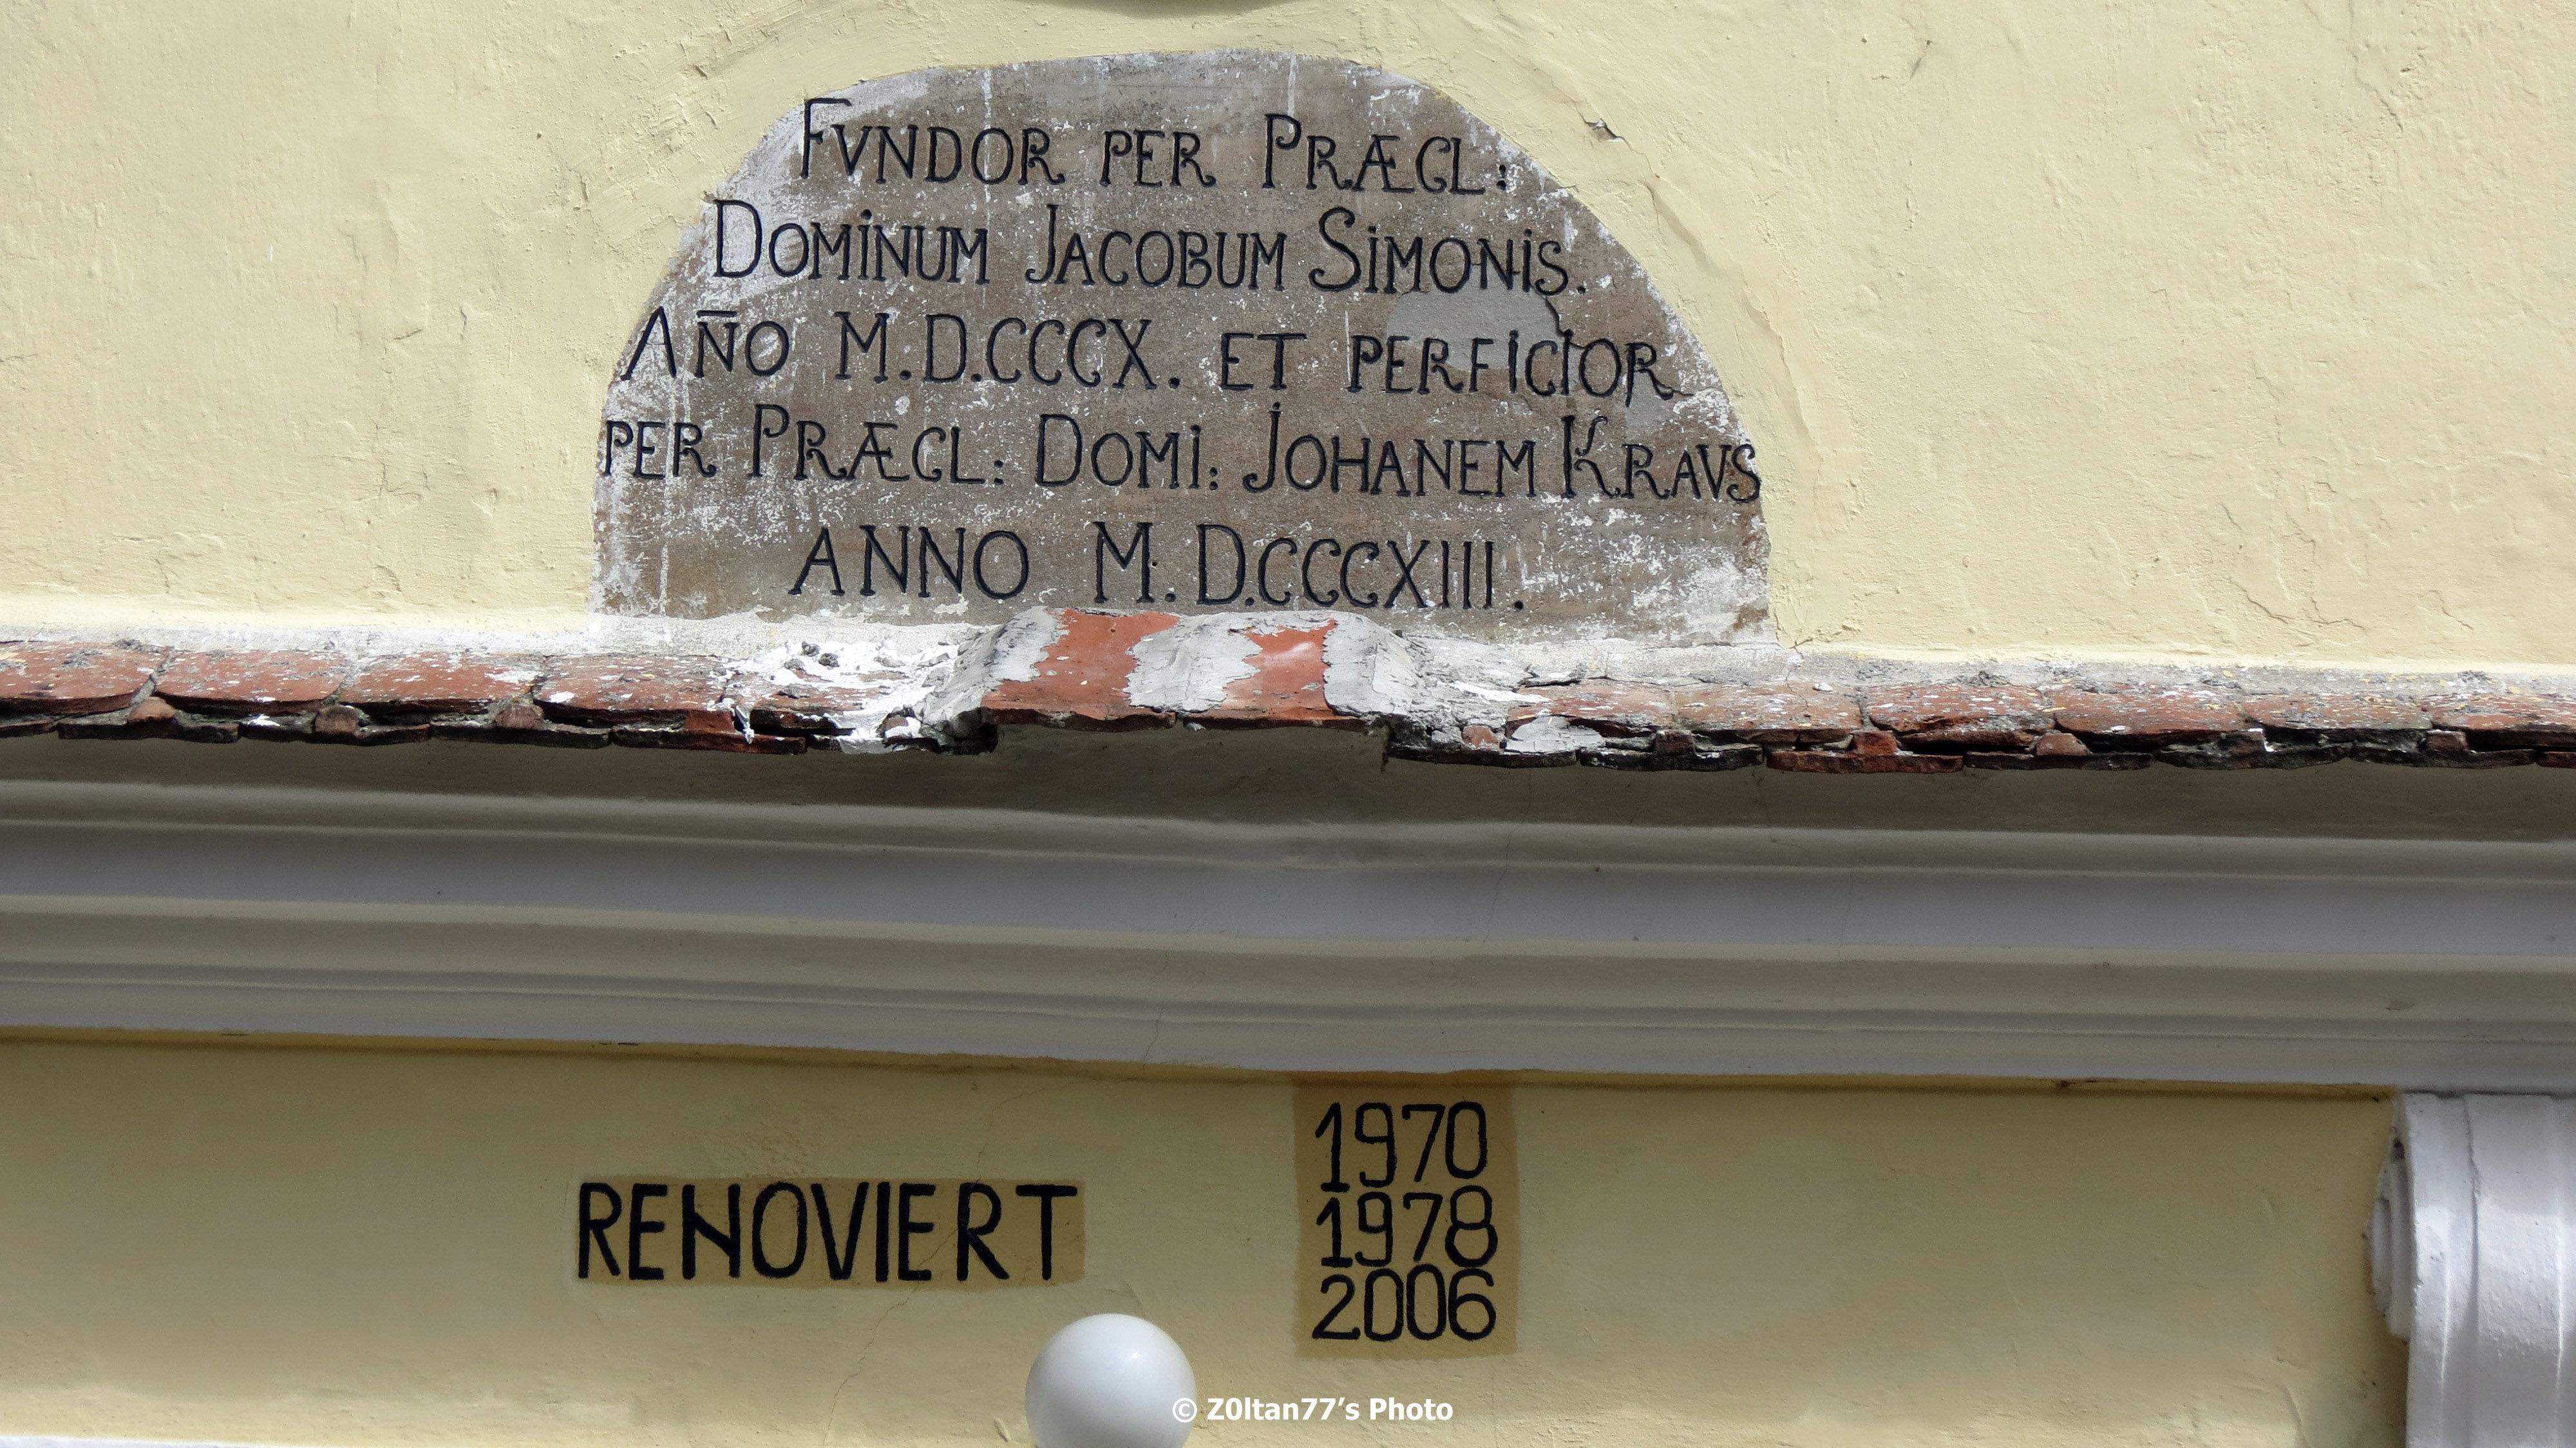 FVNDOR PER PRÆCL:
DOMINUM JACOBUM SIMONIS.
AÑO M.D.CCCX. ET PERFICIOR
PER PRÆCL: DOMI: JOHANEM KRAVS
ANNO M.D.CCCXIII.
RENOVIERT
1970
1978
2006
© Z0ltan77's Photo